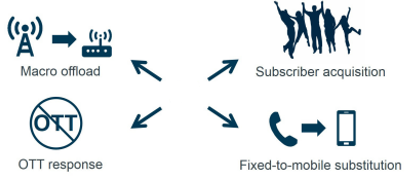 Macro offload
Subscriber acquisition
OTT
OTT response
Fixed-to-mobile substitution